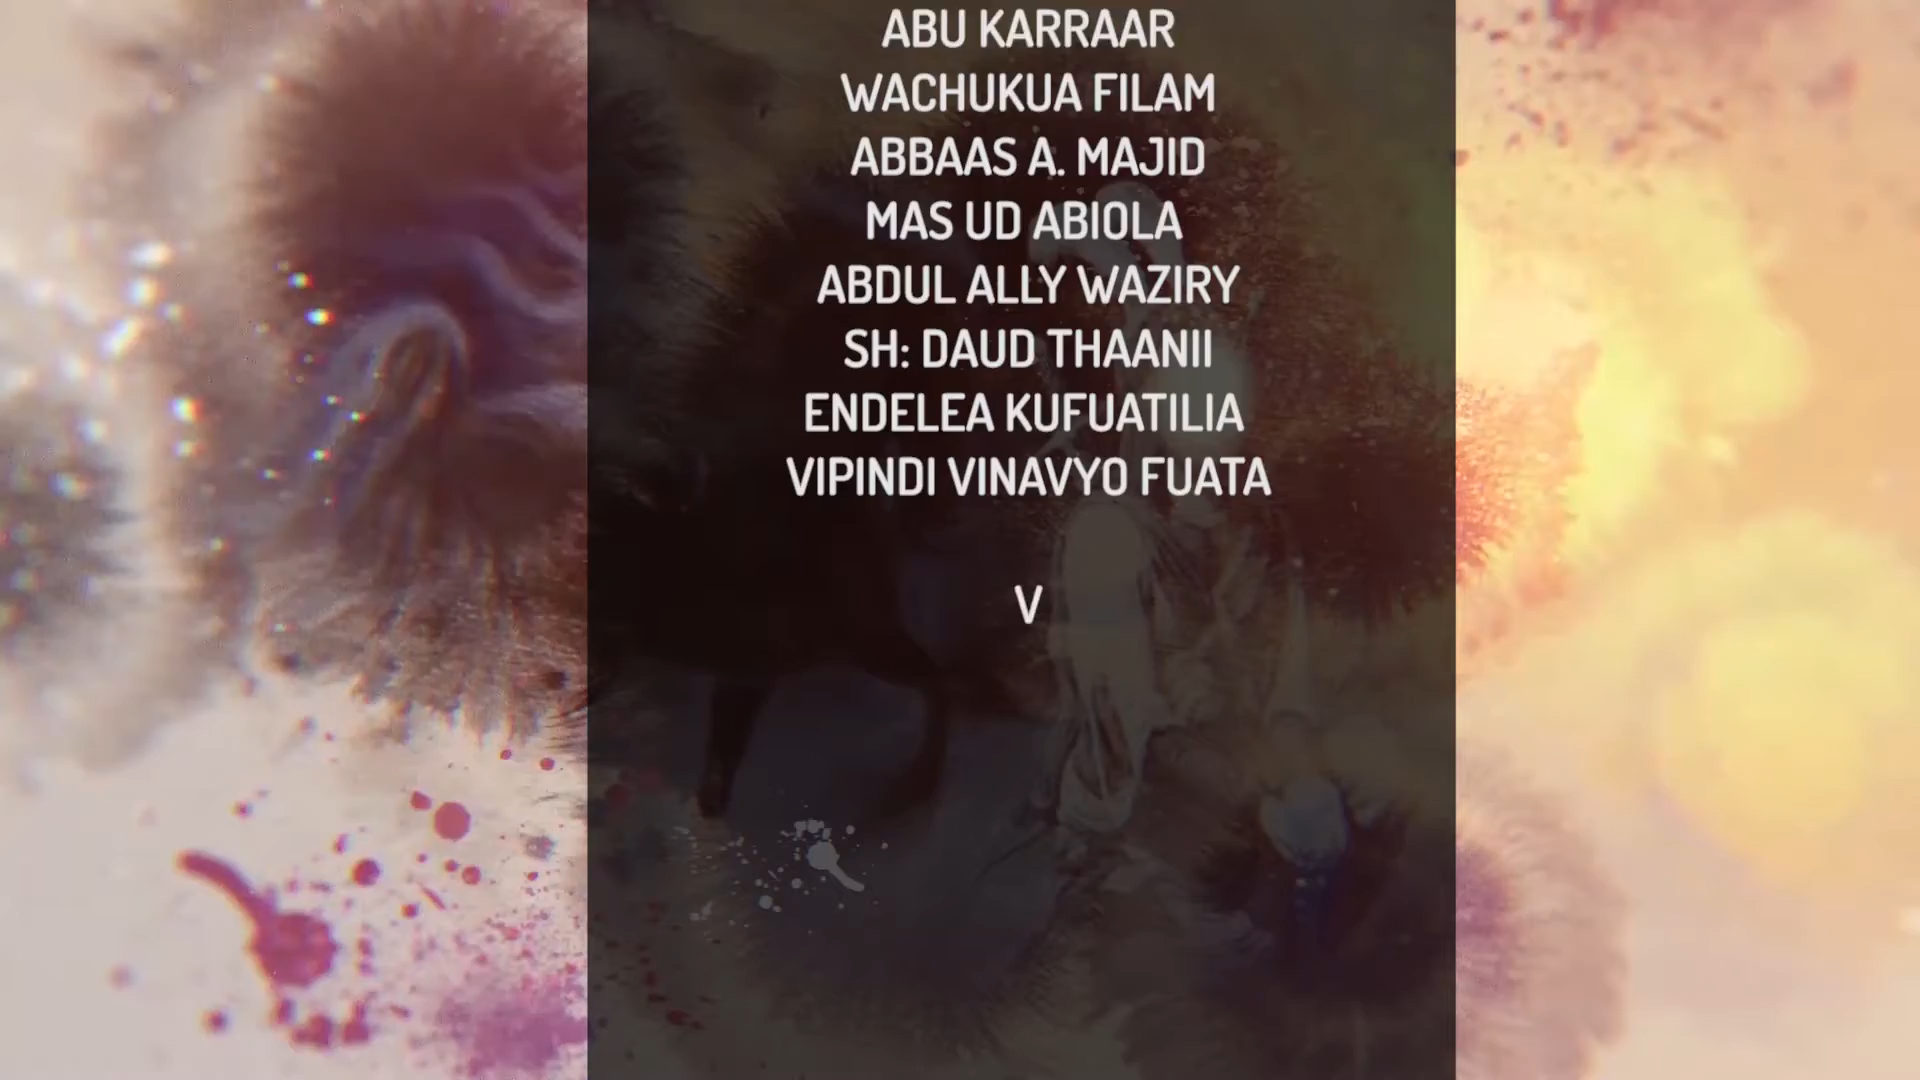 ABU KARRAAR
WACHUKUA FILAM
ABBAAS A. MAJID
MAS UD ABIOLA
ABDUL ALLY WAZIRY
SH: DAUD THAANII
ENDELEA KUFUATILIA
VIPINDI VINAVYO FUATA
V